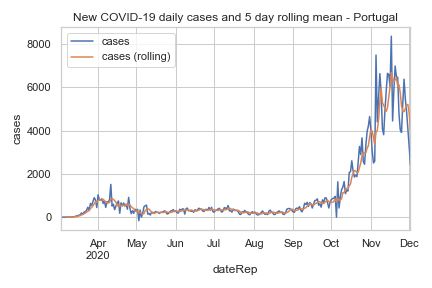 New COVID-19 daily cases and 5 day rolling mean - Portugal
cases
cases (rolling)
8000
6000
4000
2000
0
cases
Apr
2020
May
Jun
Jul
Aug
Sep
Oct
Nov
Dec
dateRep